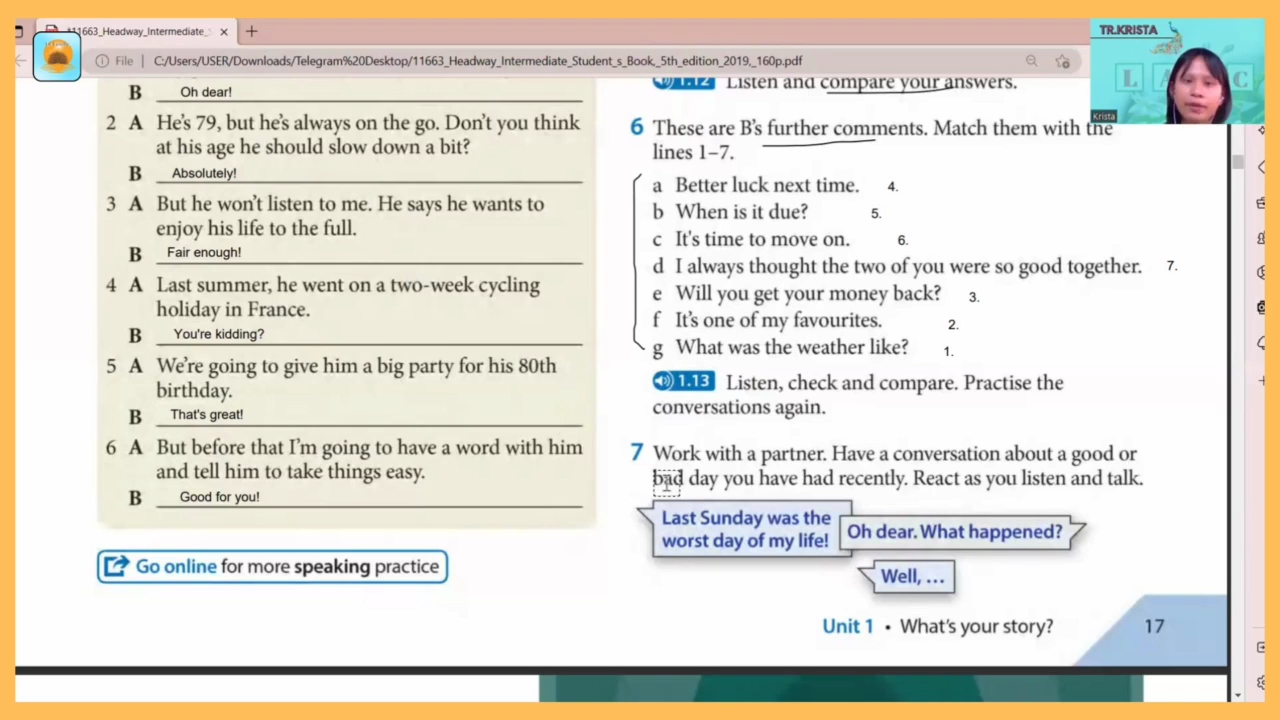 11663_Headway_Intermediate_
File
C:/Users/USER/Downloads/Telegram%20Desktop/11663_Headway_Intermediate_Student_s_Book,_5th_edition_2019,_160p.pdf
TR.KRISTA
L
C
Krista
B Oh dear!
2 A He's 79, but he's always on the go. Don't you think
at his age he should slow down a bit?
B Absolutely!
3 A But he won't listen to me. He says he wants to
enjoy his life to the full.
B Fair enough!
4 A Last summer, he went on a two-week cycling
holiday in France.
B You're kidding?
5 A We're going to give him a big party for his 80th
birthday.
B That's great!
6 A But before that I'm going to have a word with him
and tell him to take things easy.
B Good for you!
Go online for more speaking practice
1.12 Listen and compare your answers.
6 These are B's further comments. Match them with the
lines 1–7.
a Better luck next time. 4.
b When is it due? 5.
c It's time to move on. 6.
d I always thought the two of you were so good together. 7.
e Will you get your money back? 3.
f It's one of my favourites. 2.
g What was the weather like? 1.
1.13 Listen, check and compare. Practise the
conversations again.
7 Work with a partner. Have a conversation about a good or
bad day you have had recently. React as you listen and talk.
Last Sunday was the
worst day of my life!
Oh dear. What happened?
Well, …
Unit 1 • What's your story? 17